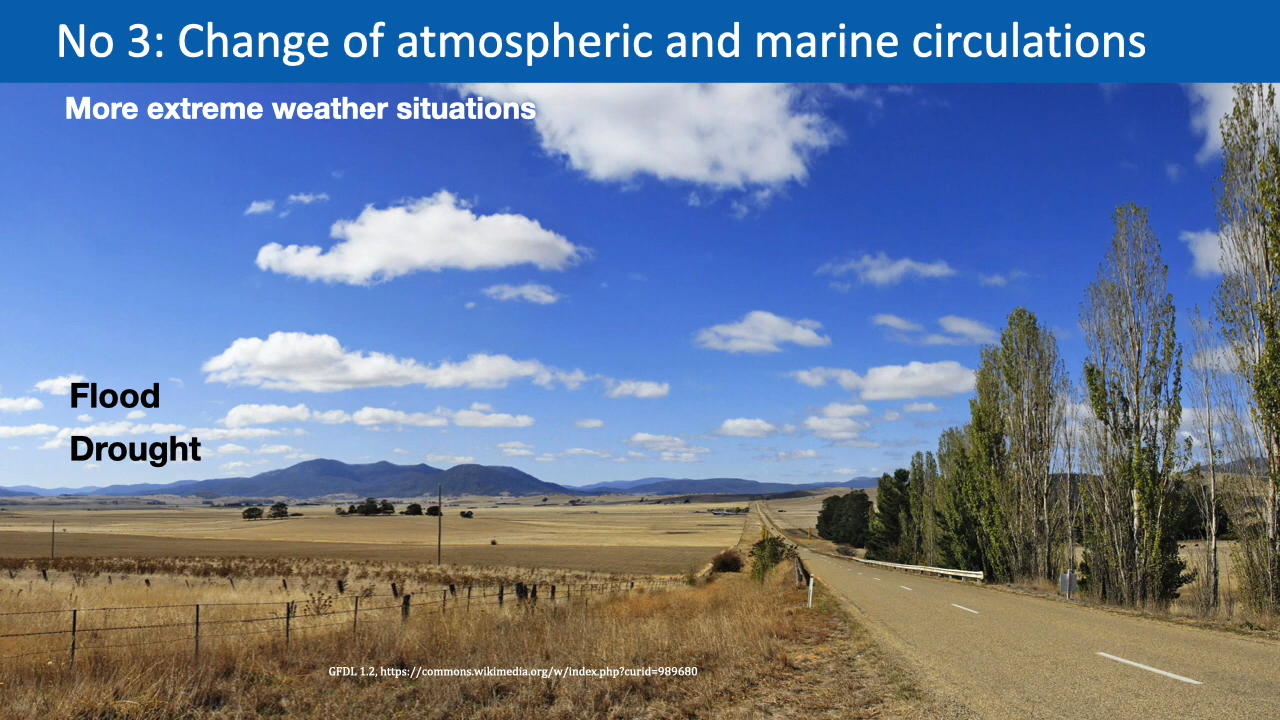 No 3: Change of atmospheric and marine circulations
More extreme weather situations
Flood
Drought
GFDL 1.2, https://commons.wikimedia.org/w/index.php?curid=989680